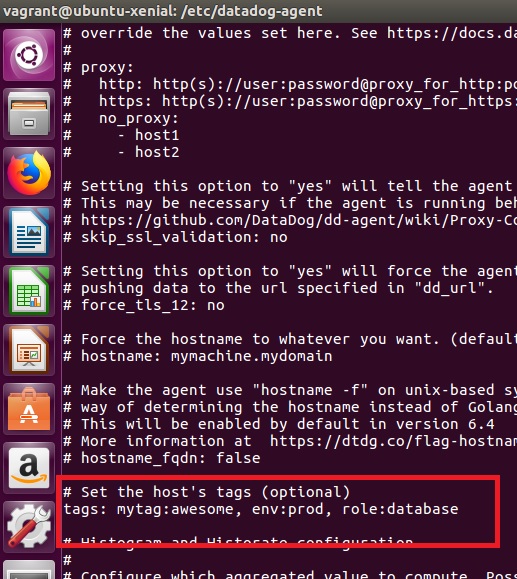 vagrant@ubuntu-xenial: /etc/datadog-agent
# override the values set here. See https://docs.da
#
# proxy:
#   http: http(s)://user:password@proxy_for_http:po
#   https: http(s)://user:password@proxy_for_https:
#   no_proxy:
#     - host1
#     - host2

# Setting this option to "yes" will tell the agent
# This may be necessary if the agent is running beh
# https://github.com/DataDog/dd-agent/wiki/Proxy-Co
# skip_ssl_validation: no

# Setting this option to "yes" will force the agent
# pushing data to the url specified in "dd_url".
# force_tls_12: no

# Force the hostname to whatever you want. (default
# hostname: mymachine.mydomain

# Make the agent use "hostname -f" on unix-based sy
# way of determining the hostname instead of Golang
# This will be enabled by default in version 6.4
# More information at  https://dtdg.co/flag-hostnam
# hostname_fqdn: false

# Set the host's tags (optional)
tags: mytag:awesome, env:prod, role:database

# Histogram and Historate configuration
#
# Configure which aggregated value to compute. Poss